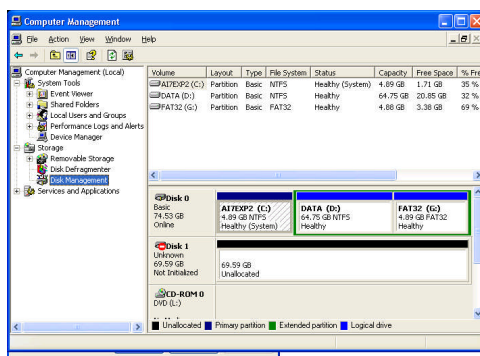 Computer Management
File Action View Window Help
Computer Management (Local)
System Tools
Event Viewer
Shared Folders
Local Users and Groups
Performance Logs and Alerts
Device Manager
Storage
Removable Storage
Disk Defragmenter
Disk Management
Services and Applications
Volume Layout Type File System Status Capacity Free Space % Fre
AI7EXP2 (C:) Partition Basic NTFS Healthy (System) 4.89 GB 1.71 GB 35 %
DATA (D:) Partition Basic NTFS Healthy 64.75 GB 20.85 GB 32 %
FAT32 (G:) Partition Basic FAT32 Healthy 4.88 GB 3.38 GB 69 %
Disk 0
Basic
74.53 GB
Online
AI7EXP2 (C:)
4.89 GB NTFS
Healthy (System)
DATA (D:)
64.75 GB NTFS
Healthy
FAT32 (G:)
4.89 GB FAT32
Healthy
Disk 1
Unknown
69.59 GB
Not Initialized
69.59 GB
Unallocated
CD-ROM 0
DVD (L:)
Unallocated Primary partition Extended partition Logical drive